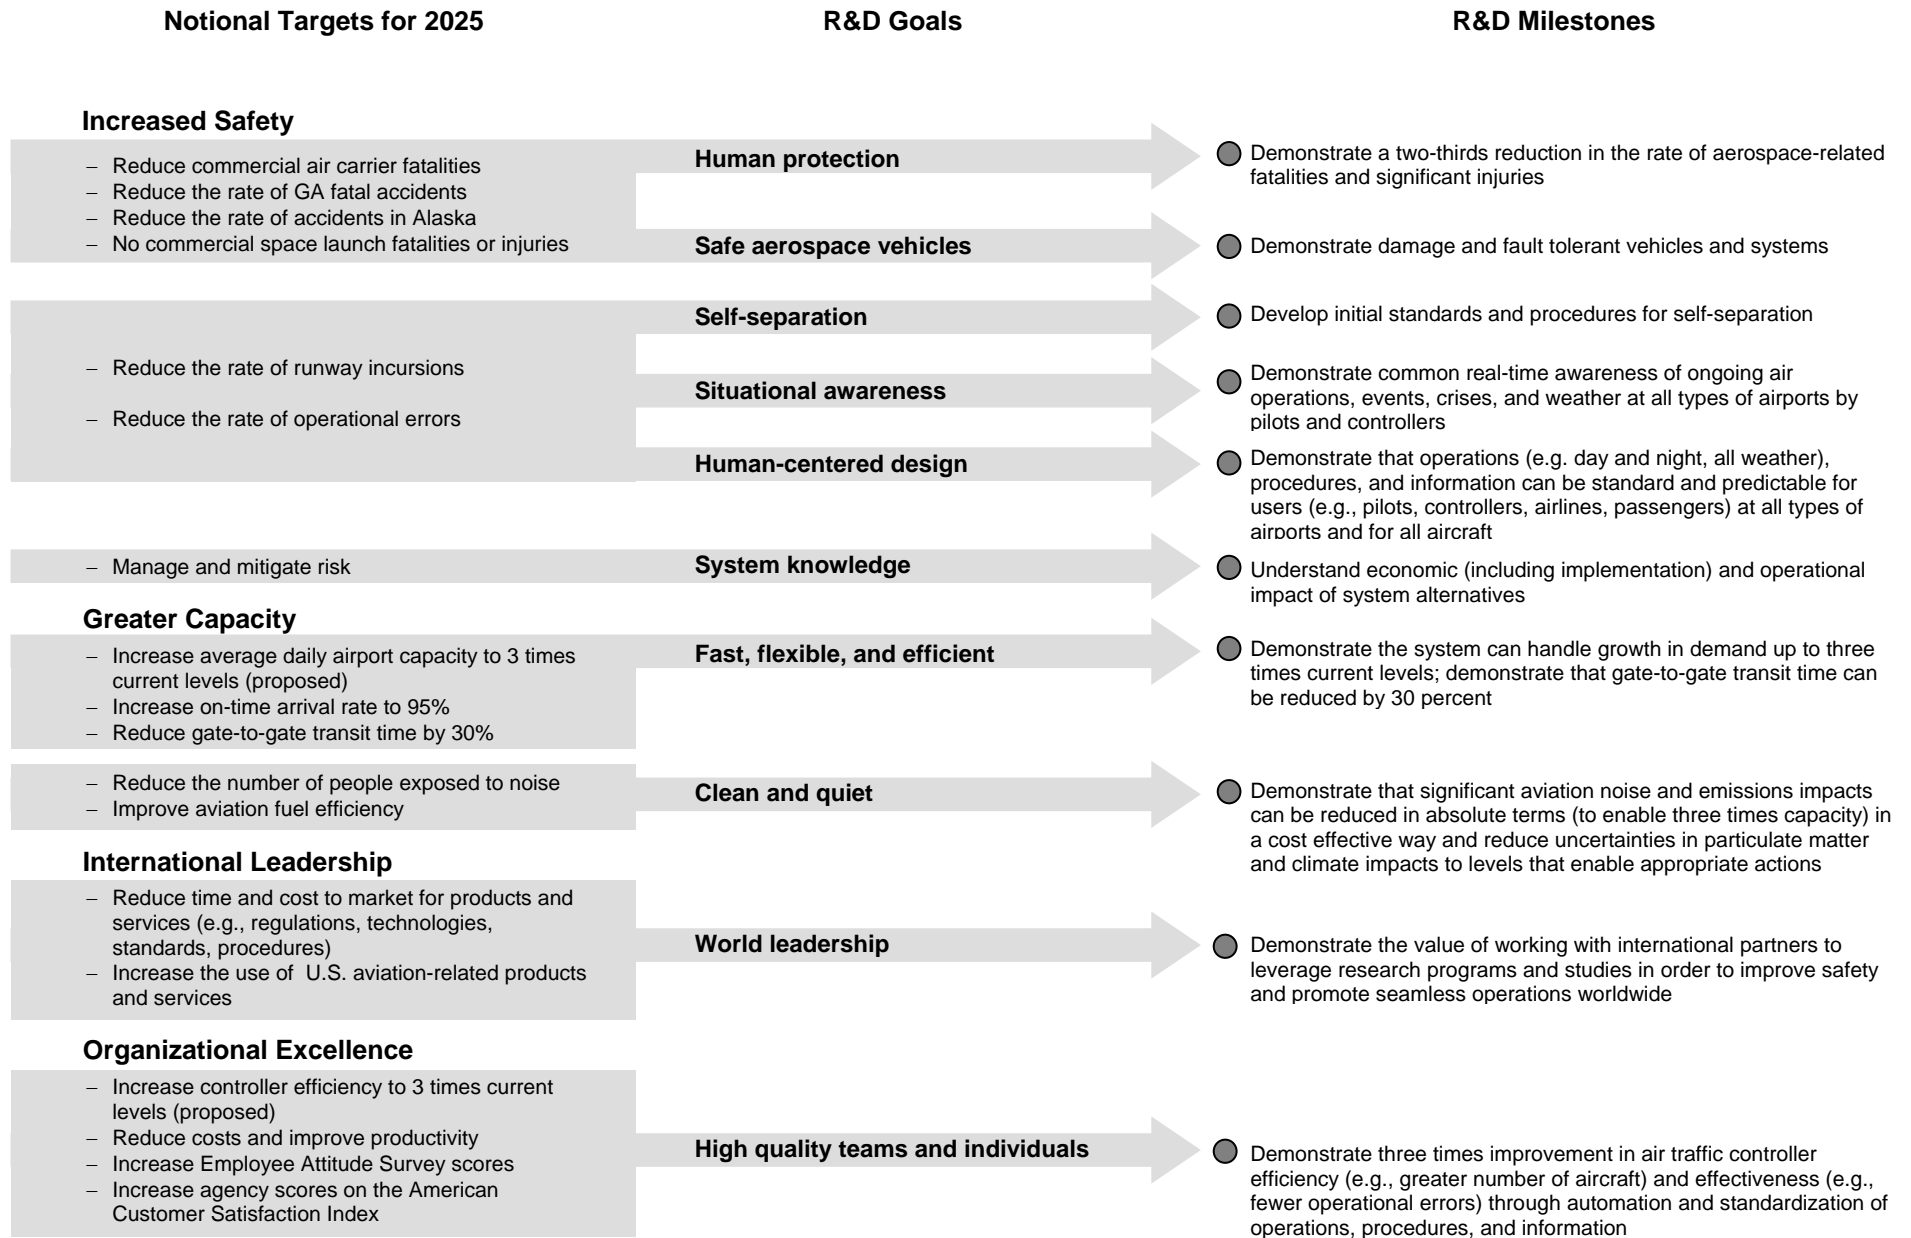 Notional Targets for 2025
R&D Goals
R&D Milestones
Increased Safety
– Reduce commercial air carrier fatalities
– Reduce the rate of GA fatal accidents
– Reduce the rate of accidents in Alaska
– No commercial space launch fatalities or injuries
Human protection
Demonstrate a two-thirds reduction in the rate of aerospace-related
fatalities and significant injuries
Safe aerospace vehicles
Demonstrate damage and fault tolerant vehicles and systems
– Reduce the rate of runway incursions
– Reduce the rate of operational errors
Self-separation
Develop initial standards and procedures for self-separation
Situational awareness
Demonstrate common real-time awareness of ongoing air
operations, events, crises, and weather at all types of airports by
pilots and controllers
Human-centered design
Demonstrate that operations (e.g. day and night, all weather),
procedures, and information can be standard and predictable for
users (e.g., pilots, controllers, airlines, passengers) at all types of
airports and for all aircraft
– Manage and mitigate risk
System knowledge
Understand economic (including implementation) and operational
impact of system alternatives
Greater Capacity
– Increase average daily airport capacity to 3 times
current levels (proposed)
– Increase on-time arrival rate to 95%
– Reduce gate-to-gate transit time by 30%
Fast, flexible, and efficient
Demonstrate the system can handle growth in demand up to three
times current levels; demonstrate that gate-to-gate transit time can
be reduced by 30 percent
– Reduce the number of people exposed to noise
– Improve aviation fuel efficiency
Clean and quiet
Demonstrate that significant aviation noise and emissions impacts
can be reduced in absolute terms (to enable three times capacity) in
a cost effective way and reduce uncertainties in particulate matter
and climate impacts to levels that enable appropriate actions
International Leadership
– Reduce time and cost to market for products and
services (e.g., regulations, technologies,
standards, procedures)
– Increase the use of U.S. aviation-related products
and services
World leadership
Demonstrate the value of working with international partners to
leverage research programs and studies in order to improve safety
and promote seamless operations worldwide
Organizational Excellence
– Increase controller efficiency to 3 times current
levels (proposed)
– Reduce costs and improve productivity
– Increase Employee Attitude Survey scores
– Increase agency scores on the American
Customer Satisfaction Index
High quality teams and individuals
Demonstrate three times improvement in air traffic controller
efficiency (e.g., greater number of aircraft) and effectiveness (e.g.,
fewer operational errors) through automation and standardization of
operations, procedures, and information